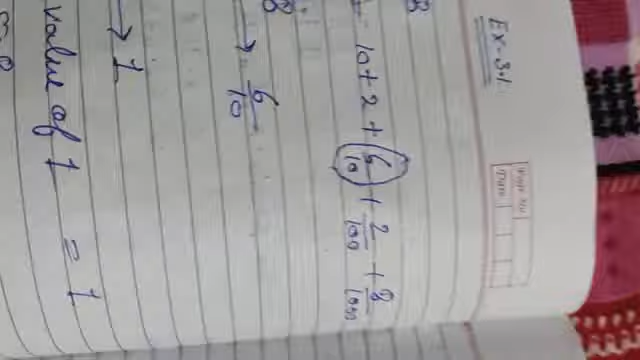 Ex-3.1
Page No.
Date
10 + 2 + 6/10 + 2/100 + 8/1000
→ 6/10
→ 1
value of 1 = 1